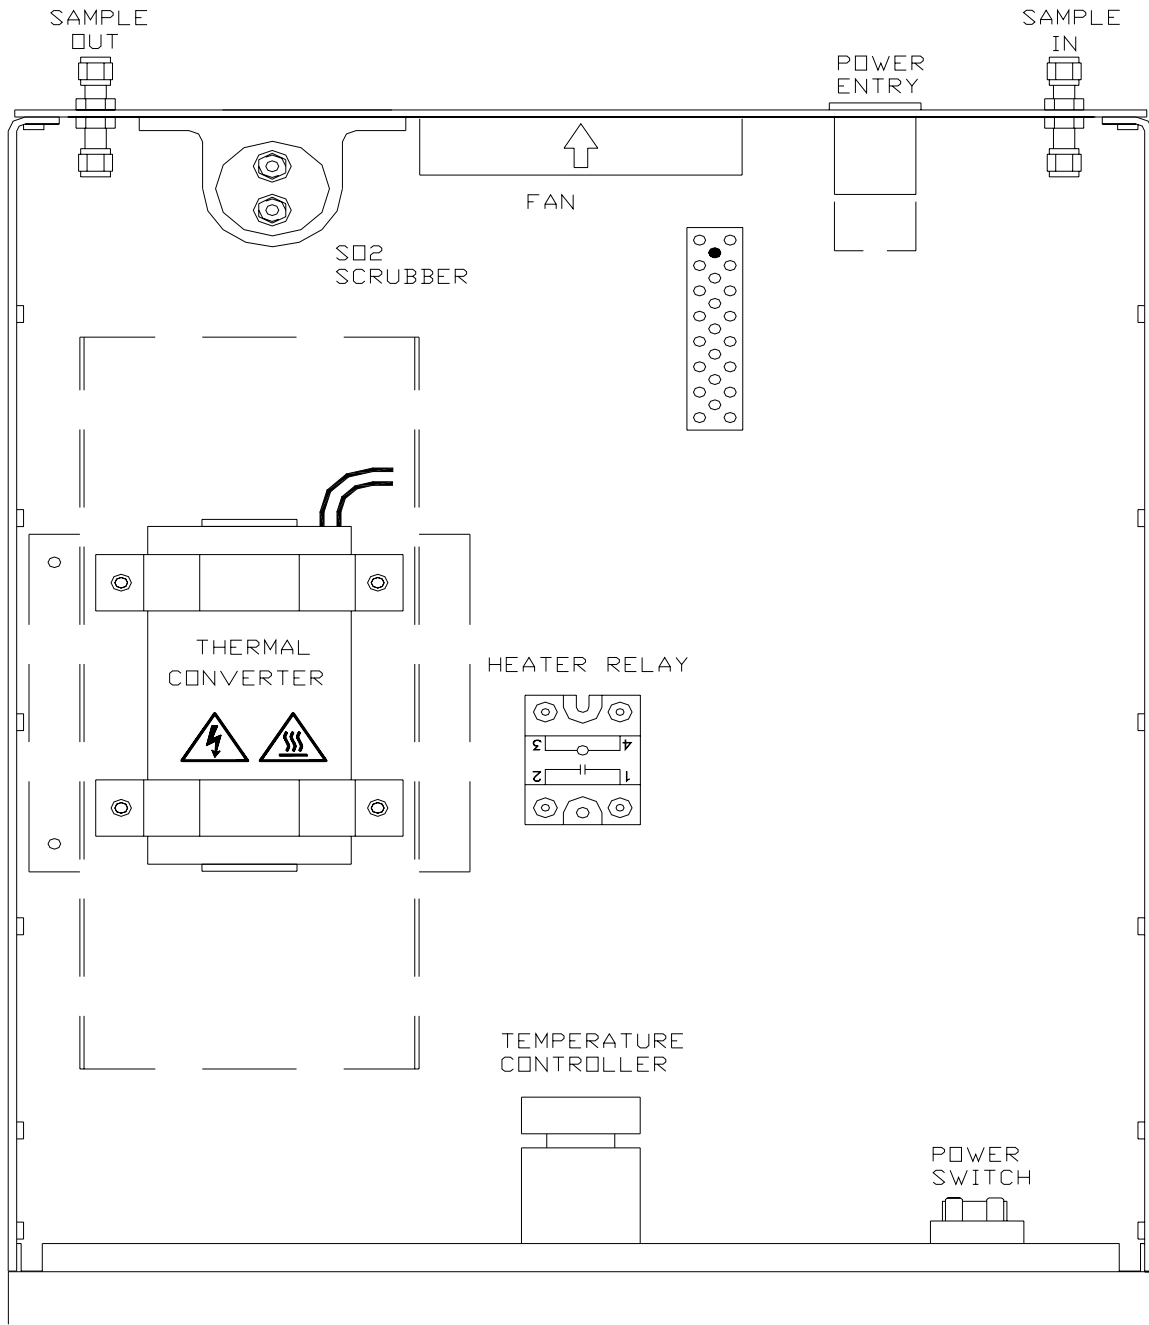 SAMPLE
OUT
SAMPLE
IN
POWER
ENTRY
FAN
SO2
SCRUBBER
THERMAL
CONVERTER
HEATER RELAY
3
4
2
1
TEMPERATURE
CONTROLLER
POWER
SWITCH